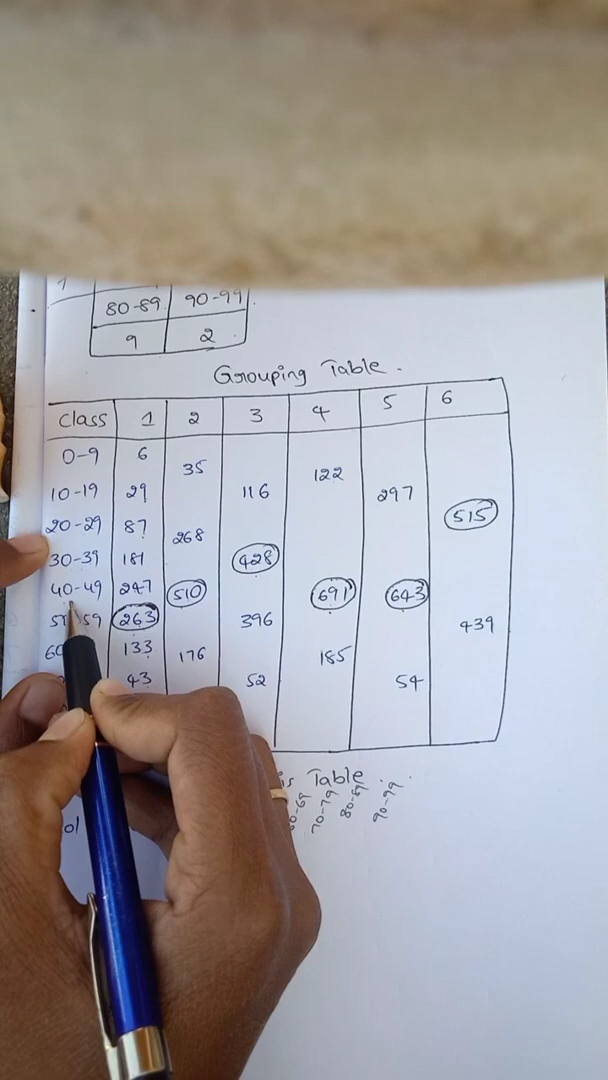 80-89 90-99
9 2
Grouping Table.
Class 1 2 3 4 5 6
0-9 6
35
122
10-19 29 116 297
515
20-29 87
268
30-39 181 428
40-49 247 510 691 643
59 263 396 439
133 176 185
43 52 54
Table
70-79 80-89 90-99